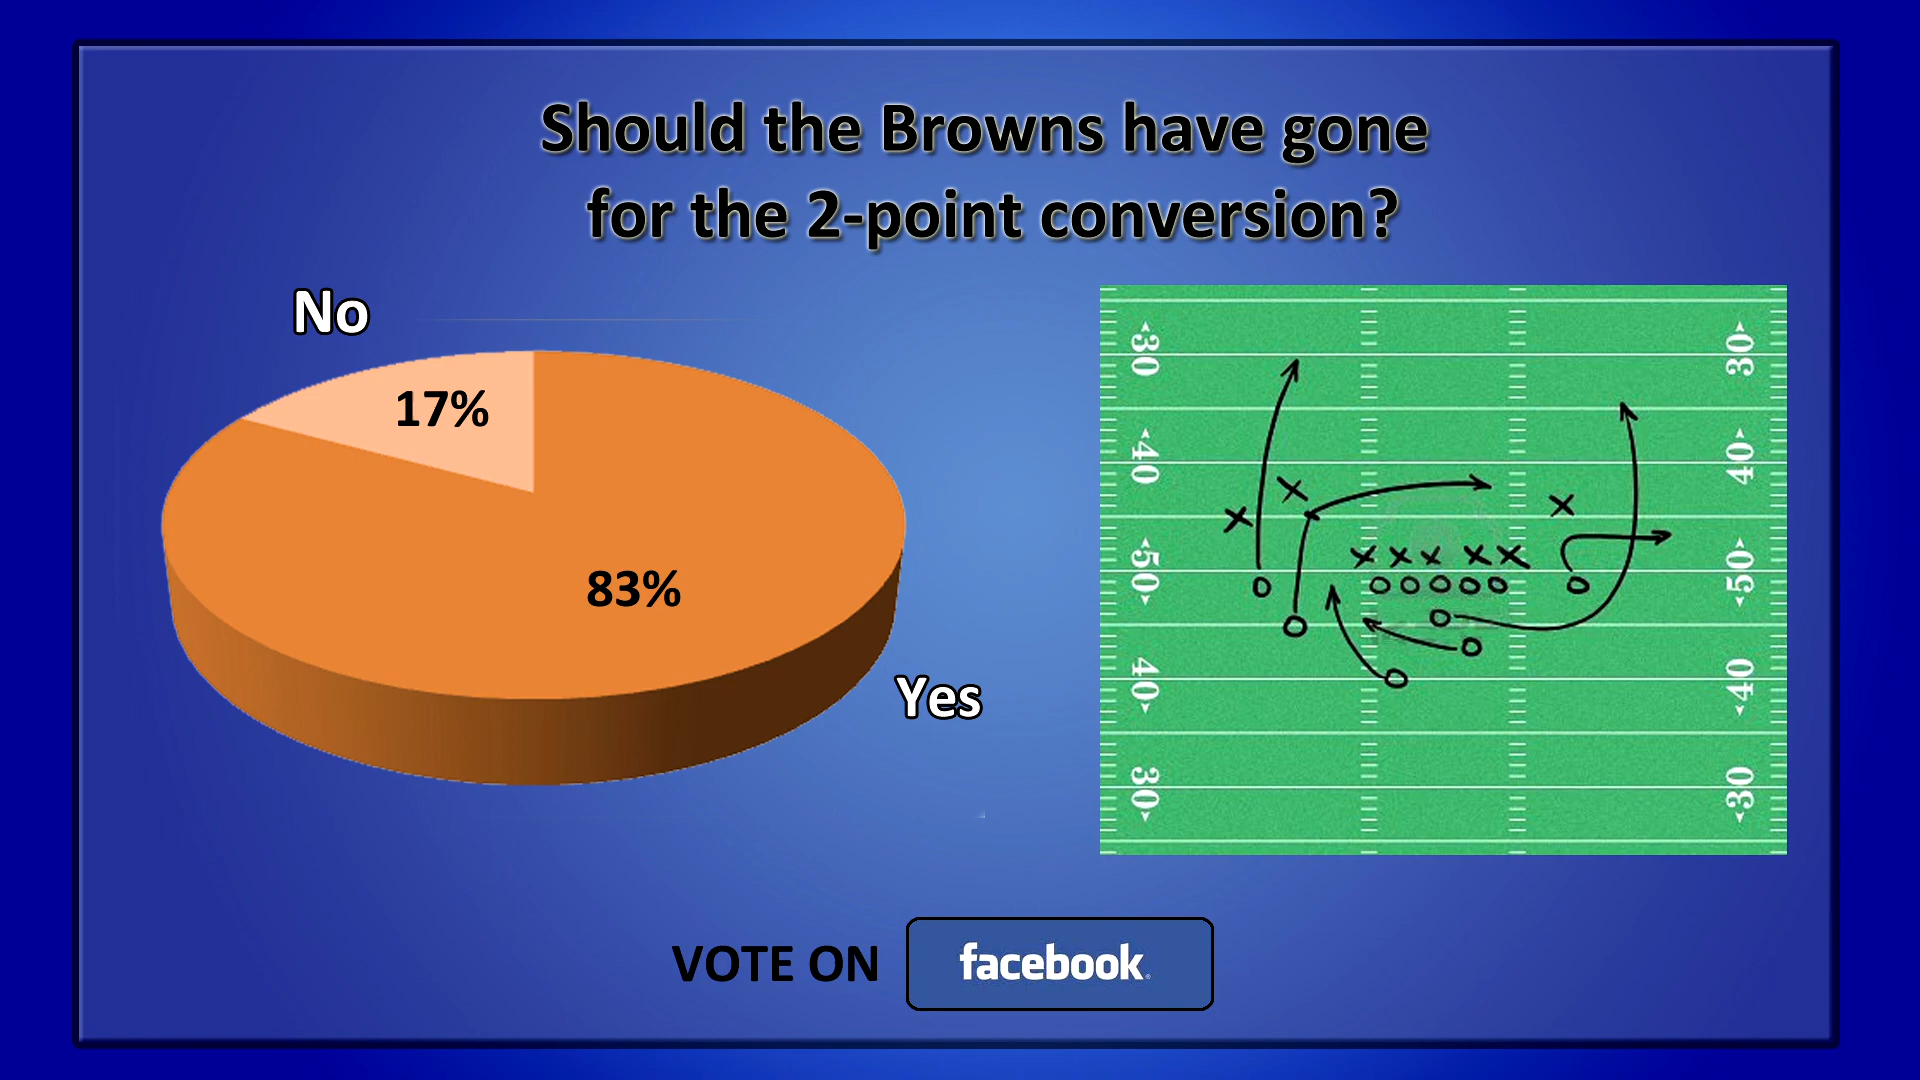 Should the Browns have gone
for the 2-point conversion?
No
17%
83%
Yes
30 30
40 40
50 50
40 40
30 30
VOTE ON facebook